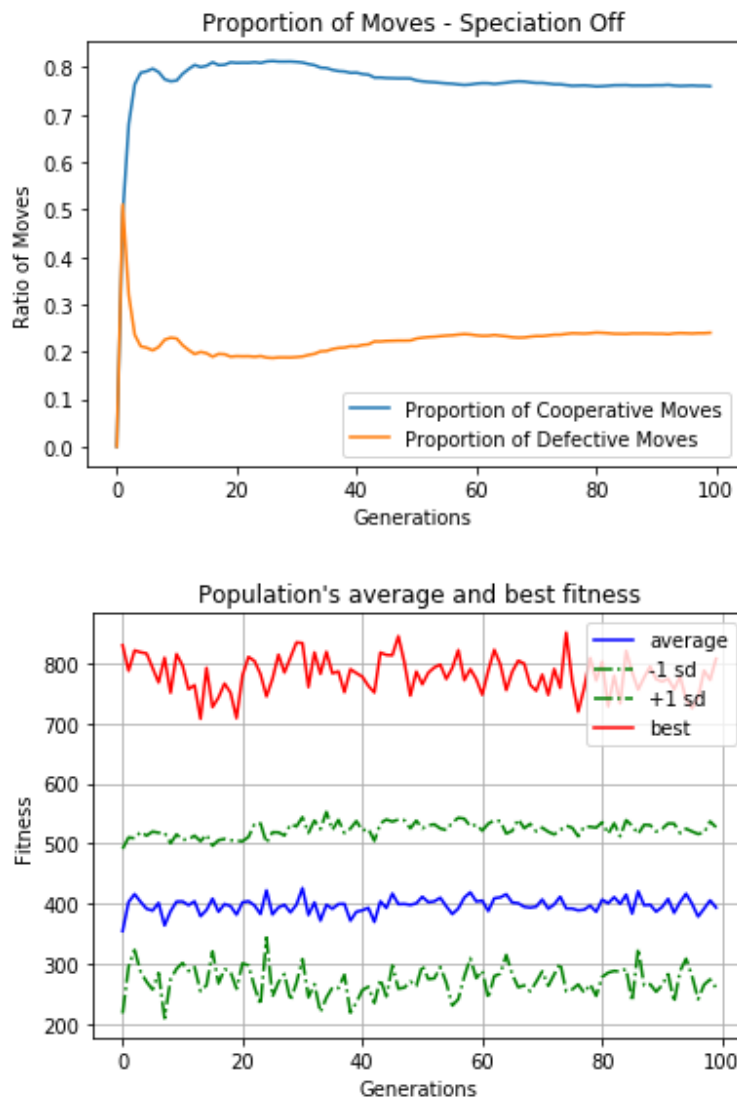 Proportion of Moves - Speciation Off
0.8
0.7
0.6
0.5
0.4
0.3
0.2
0.1
0.0
Ratio of Moves
Proportion of Cooperative Moves
Proportion of Defective Moves
0 20 40 60 80 100
Generations
Population's average and best fitness
800
700
600
500
400
300
200
Fitness
average
-1 sd
+1 sd
best
0 20 40 60 80 100
Generations